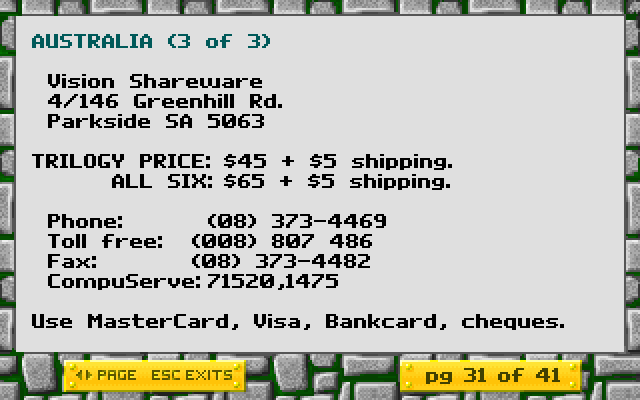 AUSTRALIA (3 of 3)
Vision Shareware
4/146 Greenhill Rd.
Parkside SA 5063
TRILOGY PRICE: $45 + $5 shipping.
ALL SIX: $65 + $5 shipping.
Phone: (08) 373-4469
Toll free: (008) 807 486
Fax: (08) 373-4482
CompuServe: 71520,1475
Use MasterCard, Visa, Bankcard, cheques.
PAGE ESC EXITS
pg 31 of 41